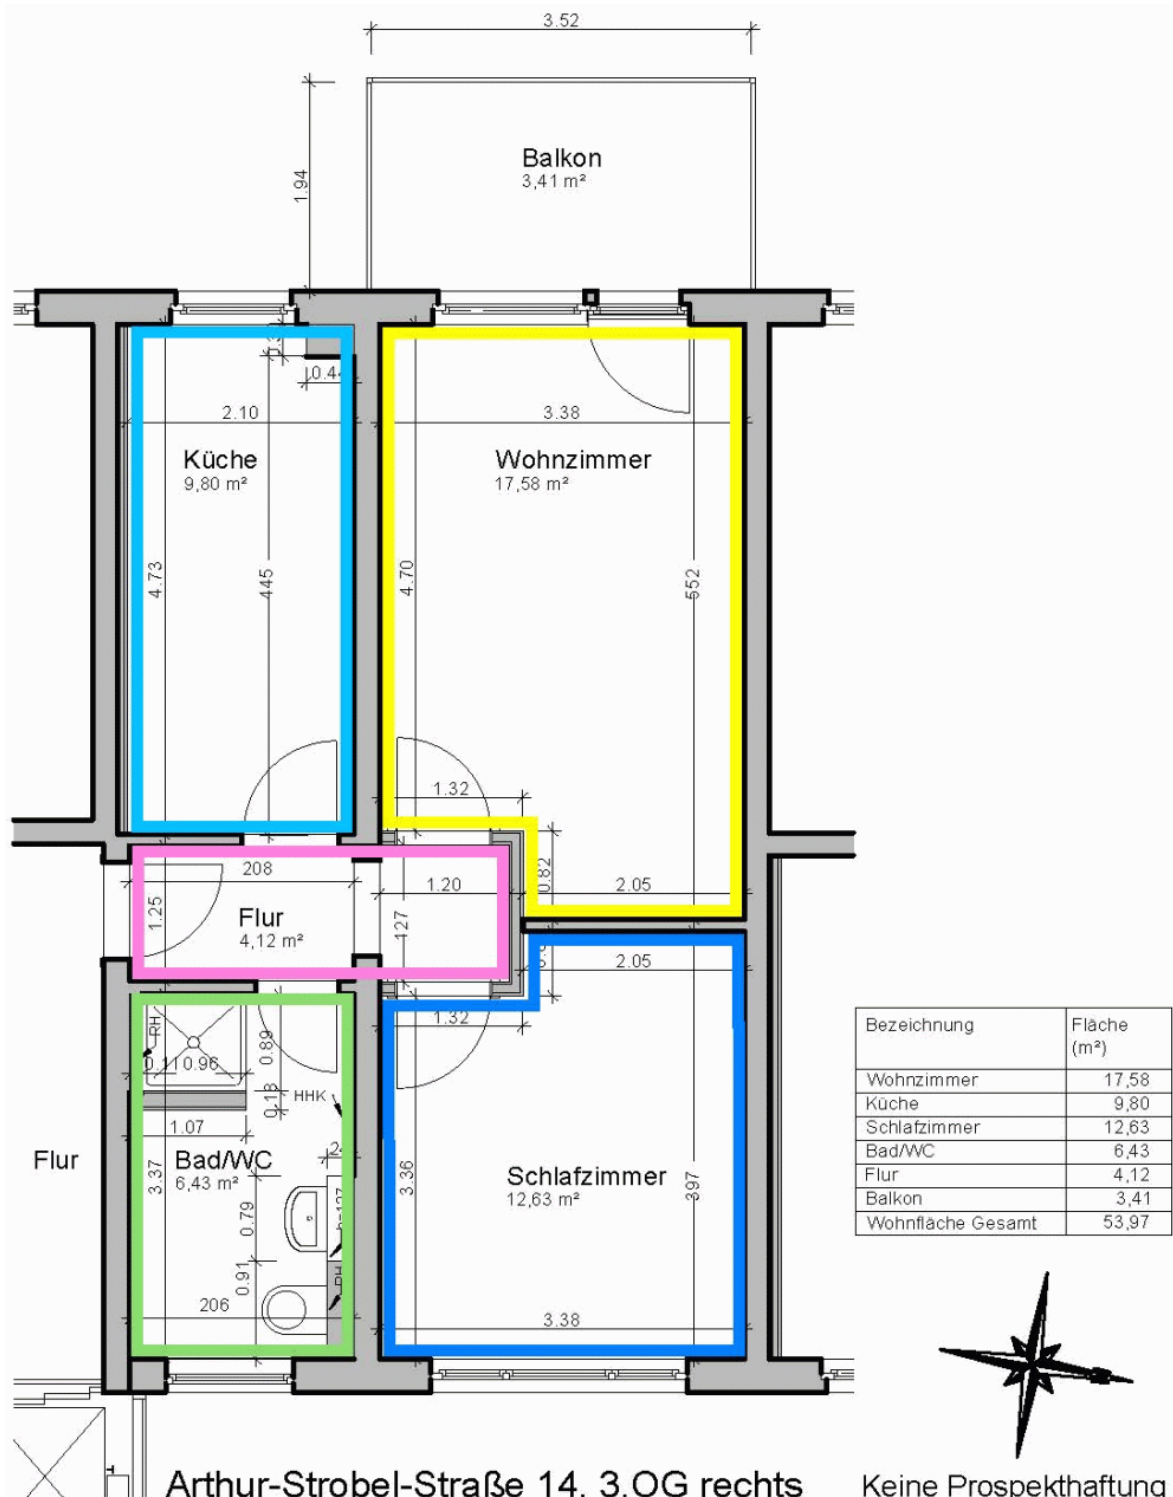 3.52
1.94
Balkon
3,41 m²
2.10
3.38
Küche
9,80 m²
Wohnzimmer
17,58 m²
4.73
445
4.70
552
1.32
0.82
208
1.20
2.05
1.25
Flur
4,12 m²
127
2.05
1.32
RH
0.11 0.96
0.89
0.13
HHK
1.07
Flur
Bad/WC
6,43 m²
3.37
0.79
0.91
206
3.36
Schlafzimmer
12,63 m²
397
3.38
Bezeichnung Fläche (m²)
Wohnzimmer 17,58
Küche 9,80
Schlafzimmer 12,63
Bad/WC 6,43
Flur 4,12
Balkon 3,41
Wohnfläche Gesamt 53,97
Arthur-Strobel-Straße 14, 3.OG rechts
Keine Prospekthaftung